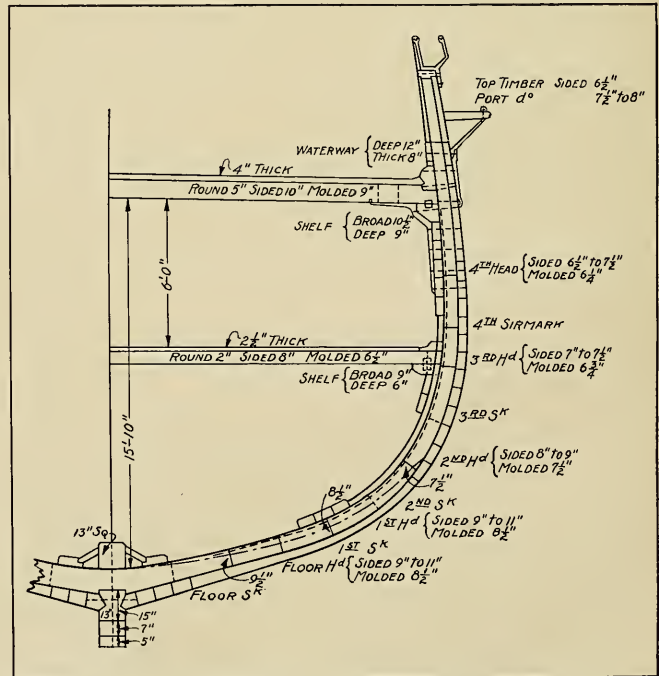 TOP TIMBER SIDED 6½"
PORT dº 7½" to 8"
WATERWAY { DEEP 12"
THICK 8"
4" THICK
ROUND 5" SIDED 10" MOLDED 9"
SHELF { BROAD 10½"
DEEP 9"
6'-0"
4TH HEAD { SIDED 6½" to 7½"
MOLDED 6¼"
4TH SIRMARK
2½" THICK
ROUND 2" SIDED 8" MOLDED 6½"
3RD Hd { SIDED 7" to 7½"
MOLDED 6¾"
SHELF { BROAD 9"
DEEP 6"
15'-10"
3RD SK
2ND Hd { SIDED 8" to 9"
MOLDED 7½"
7½"
8½"
2ND SK
1ST Hd { SIDED 9" to 11"
MOLDED 8½"
13" SQ
1ST SK
FLOOR Hd { SIDED 9" to 11"
MOLDED 8½"
9½"
FLOOR SK
13"
15"
7"
5"